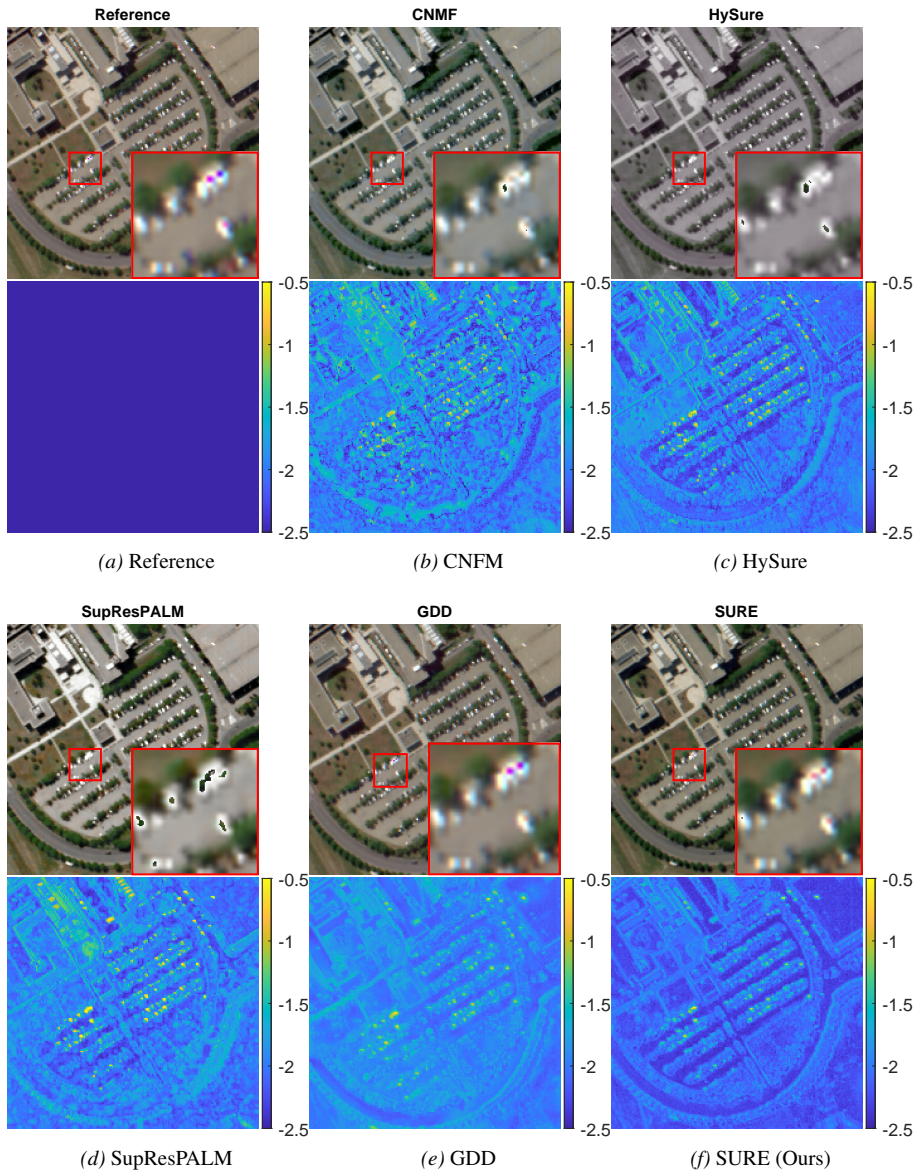 Reference CNMF HySure
-0.5 -0.5 -0.5
-1 -1 -1
-1.5 -1.5 -1.5
-2 -2 -2
-2.5 -2.5 -2.5
(a) Reference (b) CNFM (c) HySure
SupResPALM GDD SURE
-0.5 -0.5 -0.5
-1 -1 -1
-1.5 -1.5 -1.5
-2 -2 -2
-2.5 -2.5 -2.5
(d) SupResPALM (e) GDD (f) SURE (Ours)